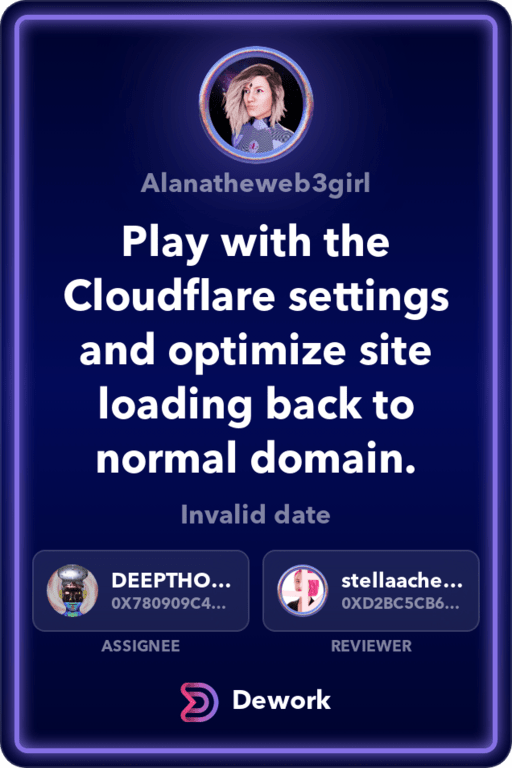 Alanatheweb3girl
Play with the
Cloudflare settings
and optimize site
loading back to
normal domain.
Invalid date
DEEPTHO...
0X780909C4...
stellaache...
0XD2BC5CB6...
ASSIGNEE
REVIEWER
Dework